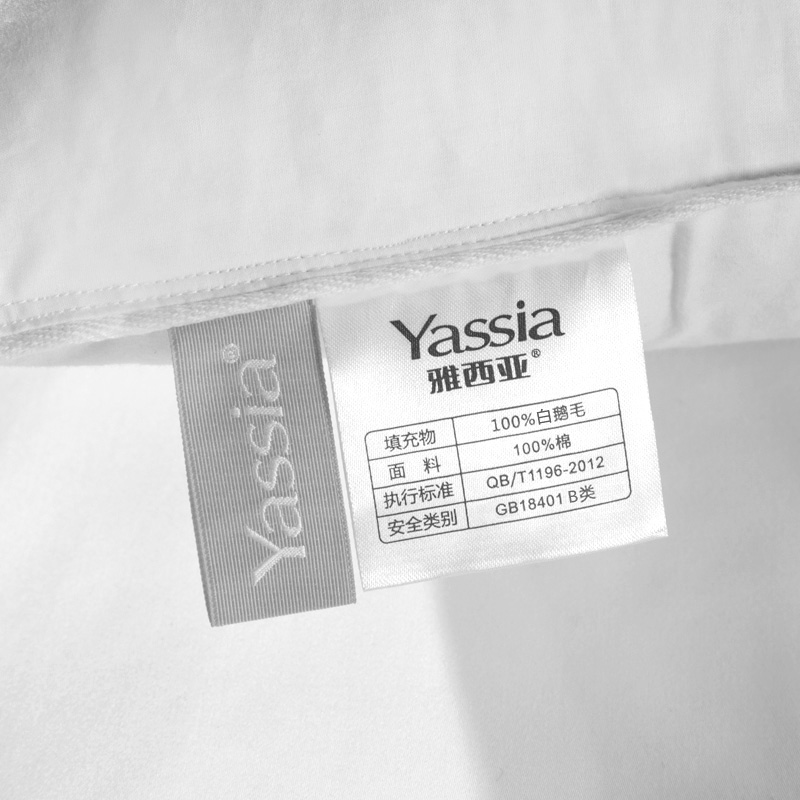 Yassia®
Yassia
雅西亚®
填充物 100%白鹅毛
面 料 100%棉
执行标准 QB/T1196-2012
安全类别 GB18401 B类